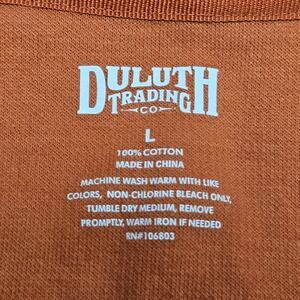 DULUTH
TRADING
CO
L
100% COTTON
MADE IN CHINA
MACHINE WASH WARM WITH LIKE
COLORS, NON-CHLORINE BLEACH ONLY,
TUMBLE DRY MEDIUM, REMOVE
PROMPTLY, WARM IRON IF NEEDED
RN#106803